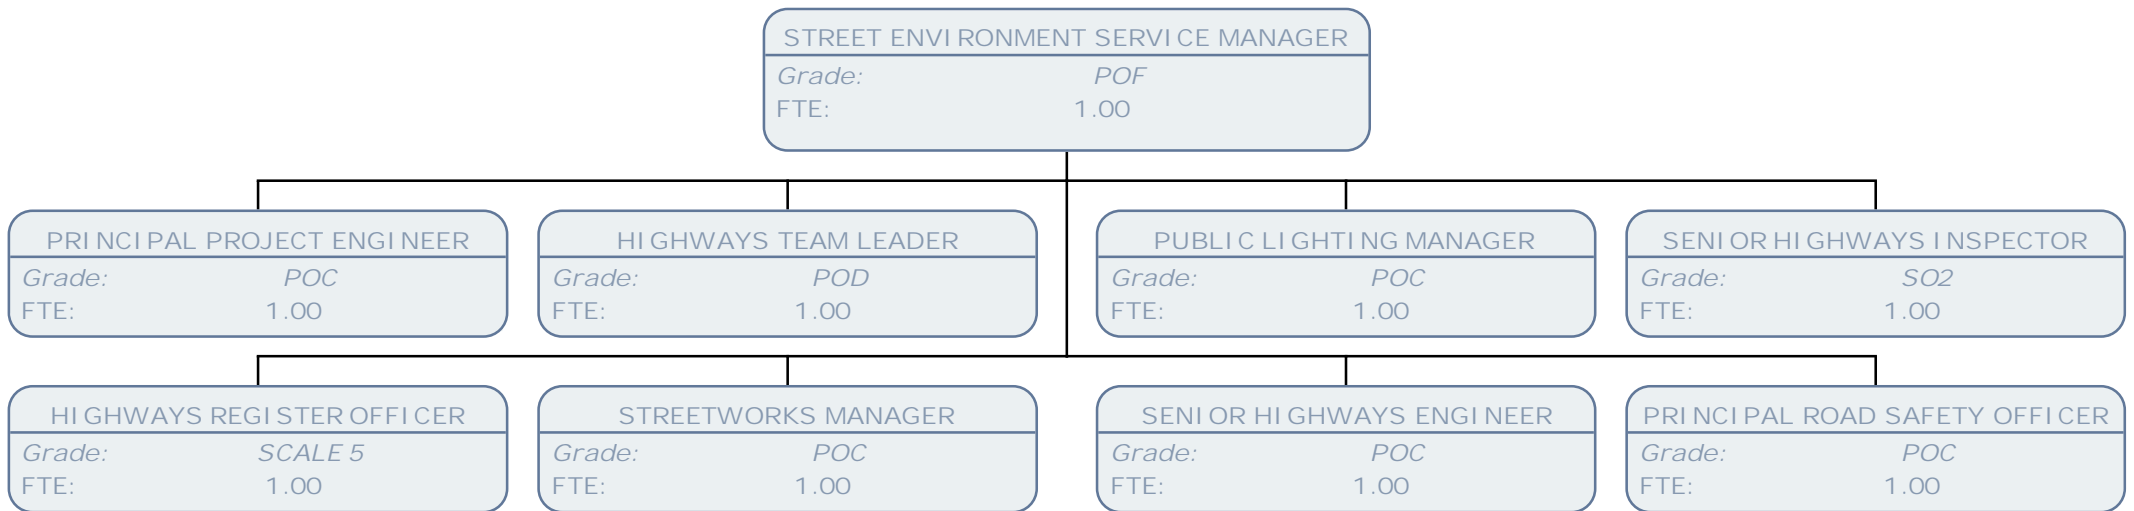 STREET ENVIRONMENT SERVICE MANAGER
Grade: POF
FTE: 1.00
PRINCIPAL PROJECT ENGINEER
Grade: POC
FTE: 1.00
HIGHWAYS TEAM LEADER
Grade: POD
FTE: 1.00
PUBLIC LIGHTING MANAGER
Grade: POC
FTE: 1.00
SENIOR HIGHWAYS INSPECTOR
Grade: SO2
FTE: 1.00
HIGHWAYS REGISTER OFFICER
Grade: SCALE 5
FTE: 1.00
STREETWORKS MANAGER
Grade: POC
FTE: 1.00
SENIOR HIGHWAYS ENGINEER
Grade: POC
FTE: 1.00
PRINCIPAL ROAD SAFETY OFFICER
Grade: POC
FTE: 1.00